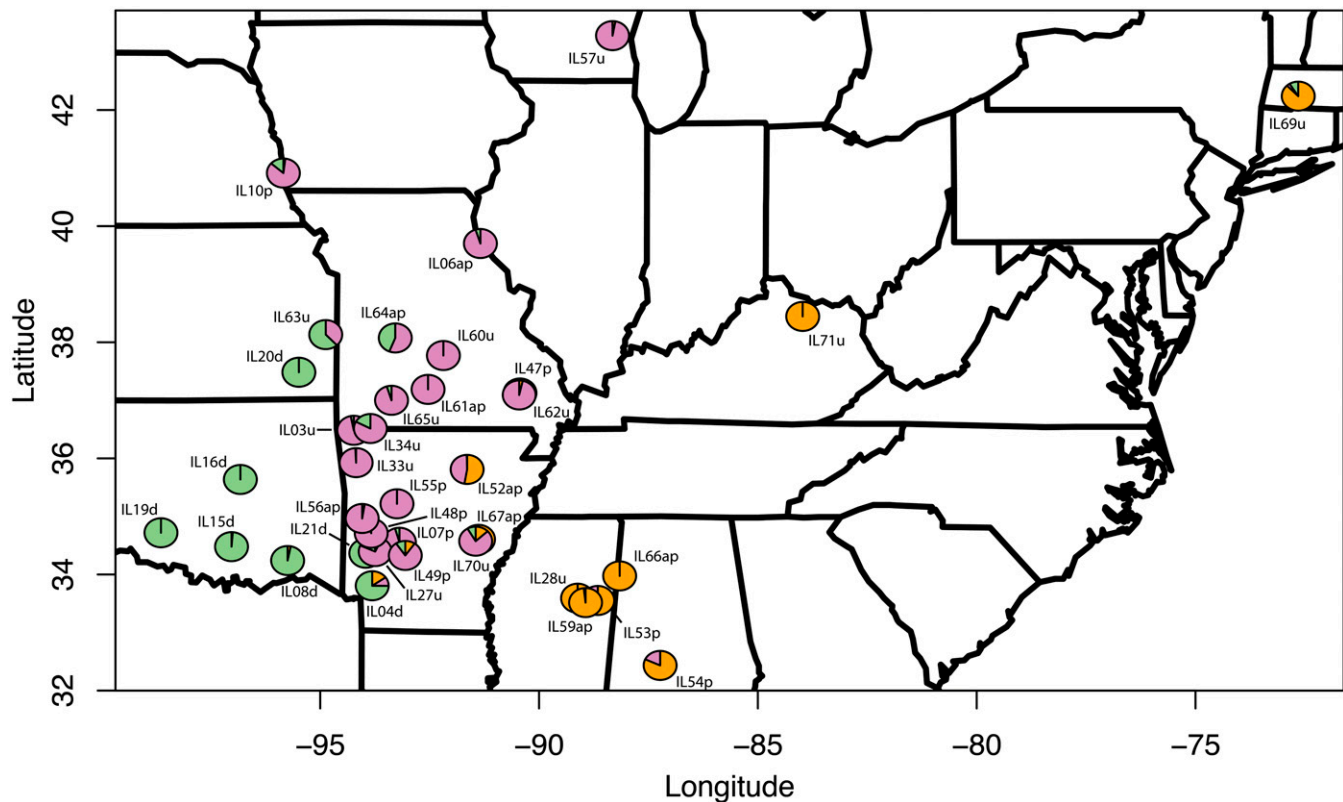 IL57u
IL69u
IL10p
IL06ap
IL71u
IL63u
IL64ap
IL60u
IL20d
IL47p
IL61ap
IL62u
IL65u
IL03u
IL34u
IL33u
IL16d
IL52ap
IL55p
IL19d
IL15d
IL56ap
IL48p
IL67ap
IL21d
IL07p
IL70u
IL66ap
IL08d
IL49p
IL28u
IL27u
IL04d
IL59ap
IL53p
IL54p
42
40
38
36
34
32
Latitude
−95
−90
−85
−80
−75
Longitude